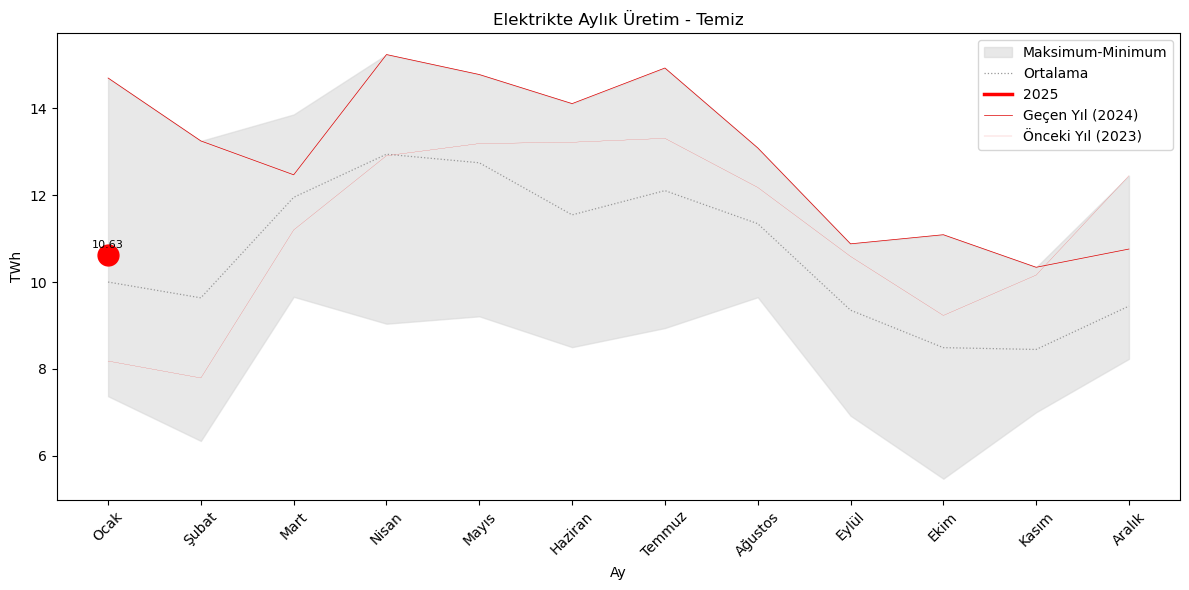 Elektrikte Aylık Üretim - Temiz
Maksimum-Minimum
Ortalama
2025
Geçen Yıl (2024)
Önceki Yıl (2023)
TWh
14
12
10
8
6
10.63
Ocak
Şubat
Mart
Nisan
Mayıs
Haziran
Temmuz
Ağustos
Eylül
Ekim
Kasım
Aralık
Ay